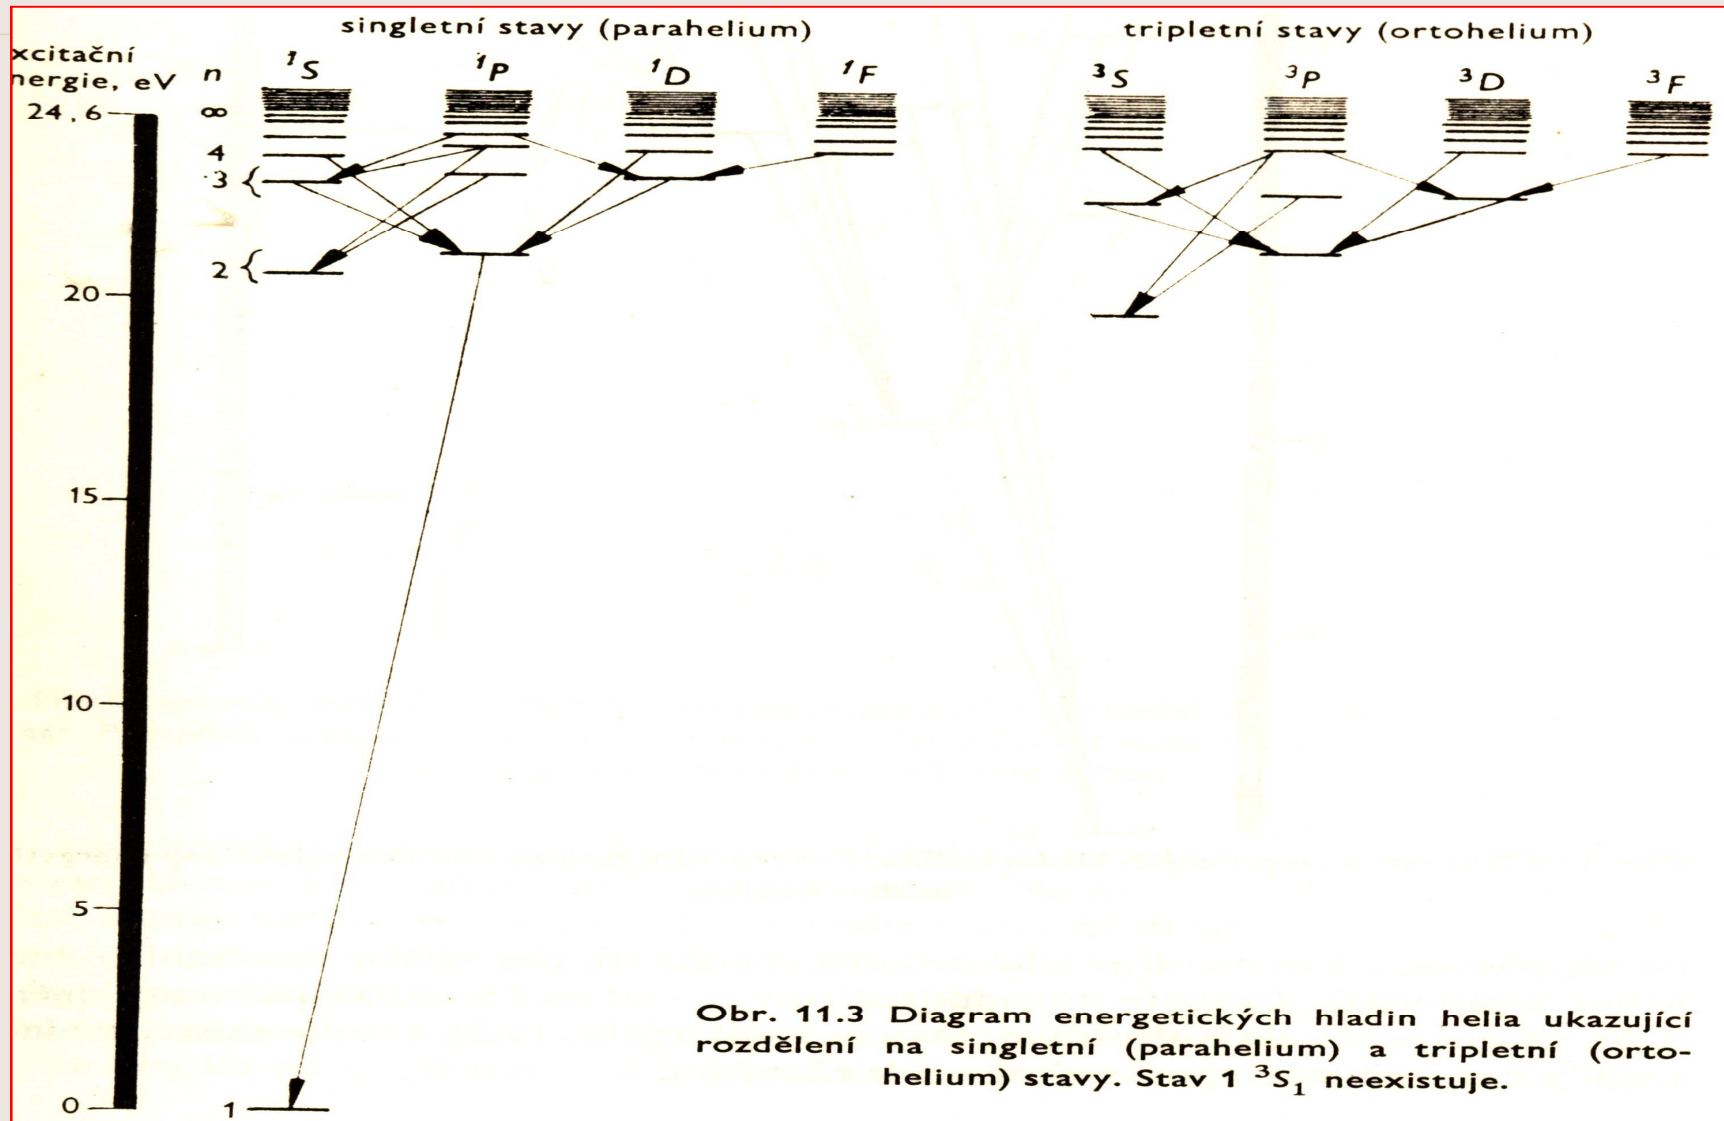 singletní stavy (parahelium)
tripletní stavy (ortohelium)
xcitační
nergie, eV
n
¹S
¹P
¹D
¹F
³S
³P
³D
³F
24,6
∞
4
3 {
2 {
20
15
10
5
0
1
Obr. 11.3 Diagram energetických hladin helia ukazující
rozdělení na singletní (parahelium) a tripletní (orto-
helium) stavy. Stav 1 ³S₁ neexistuje.